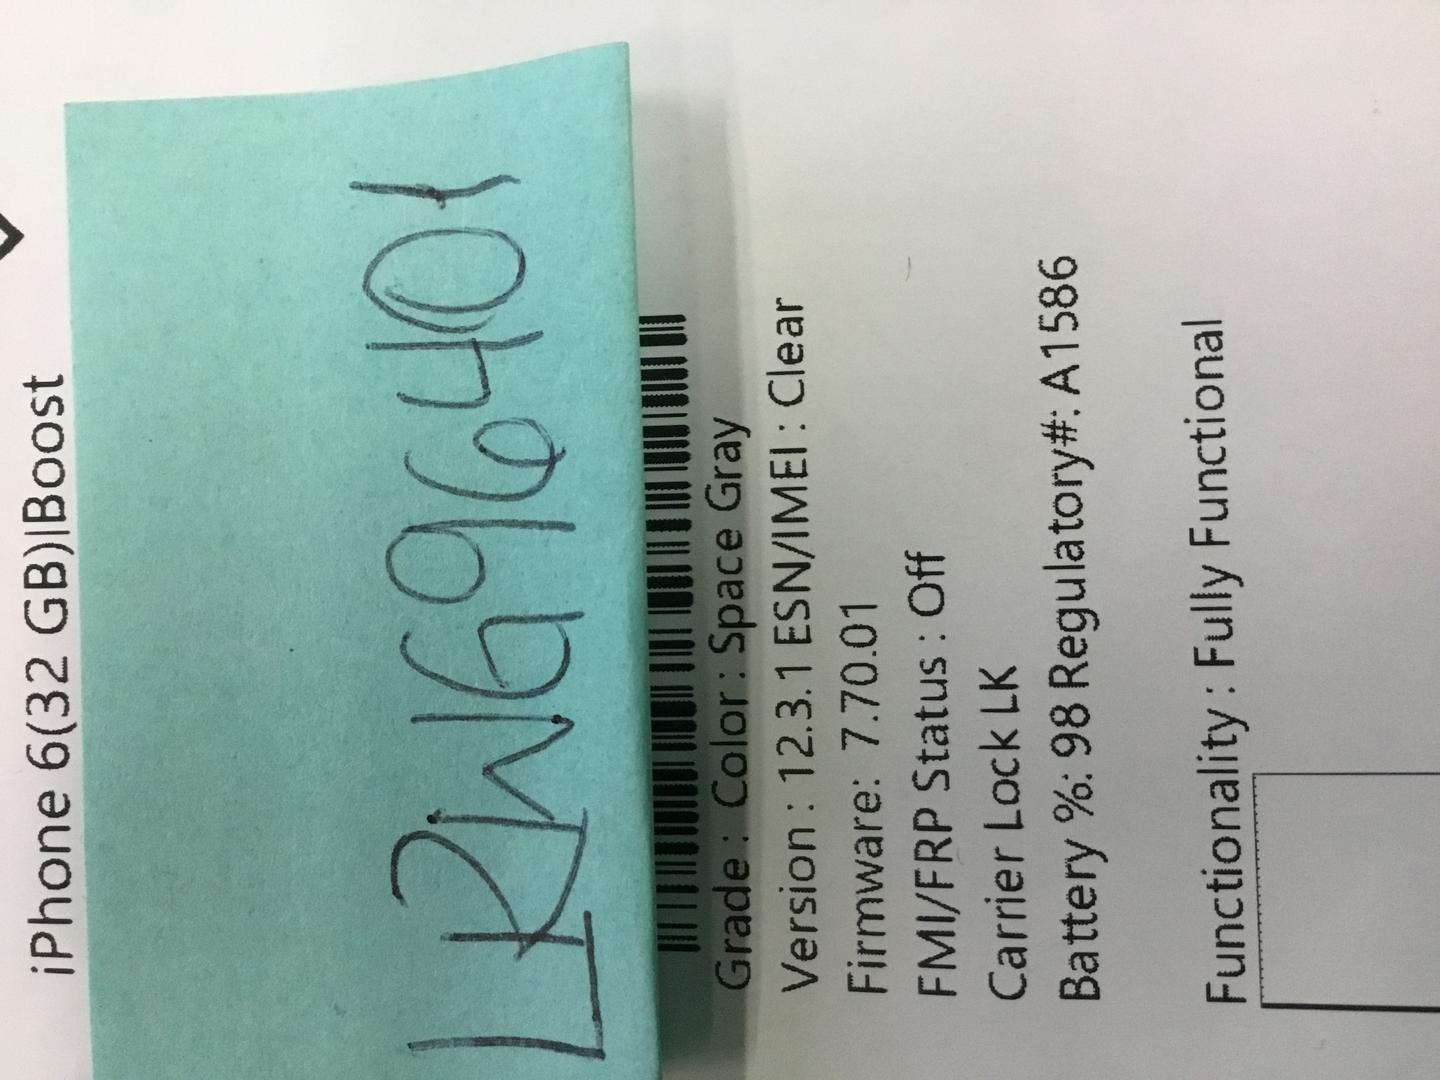 iPhone 6(32 GB)|Boost
LRWG96401
Grade : Color : Space Gray
Version : 12.3.1 ESN/IMEI : Clear
Firmware: 7.70.01
FMI/FRP Status : Off
Carrier Lock LK
Battery %: 98 Regulatory#: A1586
Functionality : Fully Functional